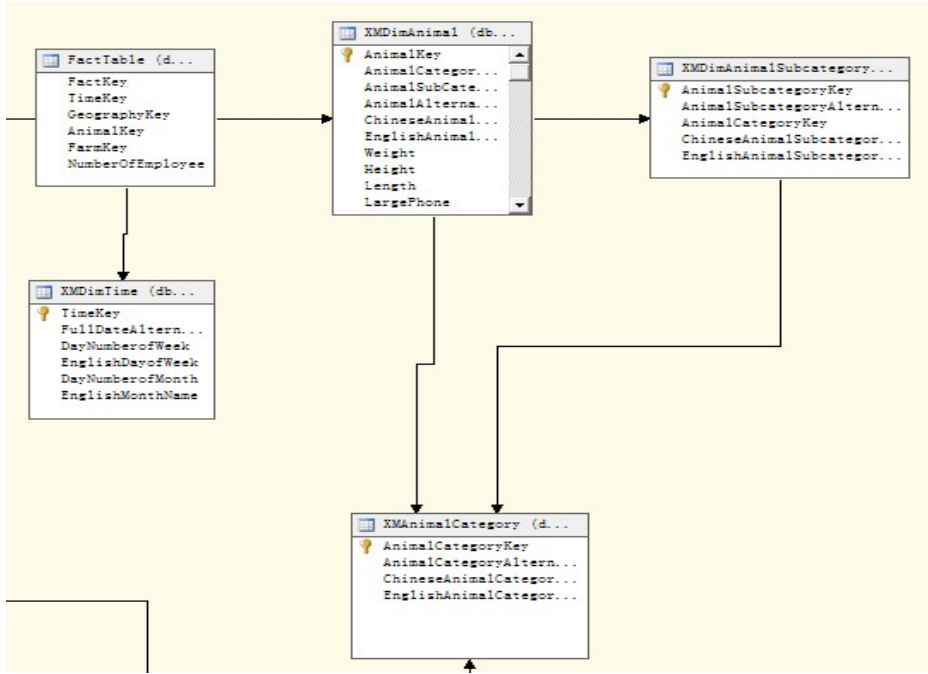 FactTable (d...
FactKey
TimeKey
GeographyKey
AnimalKey
FarmKey
NumberOfEmployee
XMDimAnimal (db...
AnimalKey
AnimalCategor...
AnimalSubCate...
AnimalAlterna...
ChineseAnimal...
EnglishAnimal...
Weight
Height
Length
LargePhone
XMDimAnimalSubcategory...
AnimalSubcategoryKey
AnimalSubcategoryAltern...
AnimalCategoryKey
ChineseAnimalSubcategor...
EnglishAnimalSubcategor...
XMDimTime (db...
TimeKey
FullDateAltern...
DayNumberofWeek
EnglishDayofWeek
DayNumberofMonth
EnglishMonthName
XMAnimalCategory (d...
AnimalCategoryKey
AnimalCategoryAltern...
ChineseAnimalCategor...
EnglishAnimalCategor...